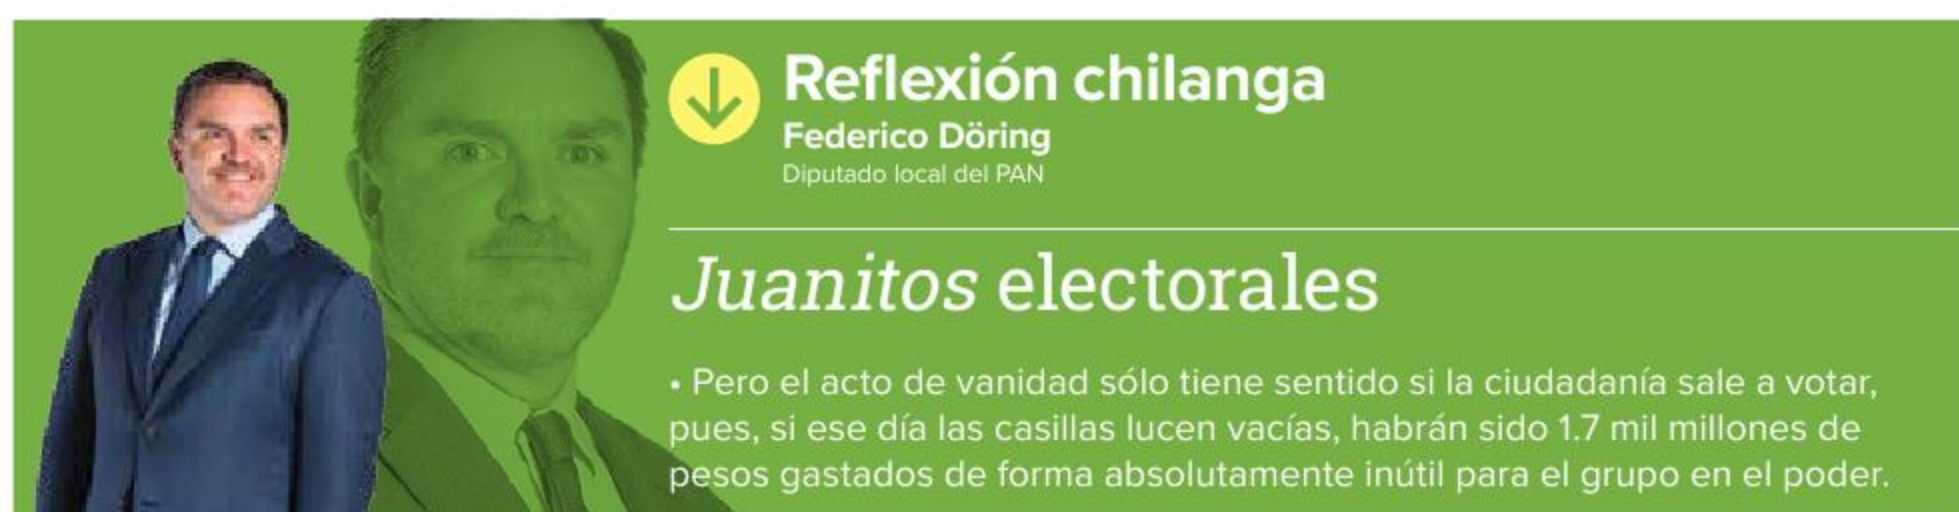 Reflexión chilanga
Federico Döring
Diputado local del PAN
Juanitos electorales
• Pero el acto de vanidad sólo tiene sentido si la ciudadanía sale a votar,
pues, si ese día las casillas lucen vacías, habrán sido 1.7 mil millones de
pesos gastados de forma absolutamente inútil para el grupo en el poder.